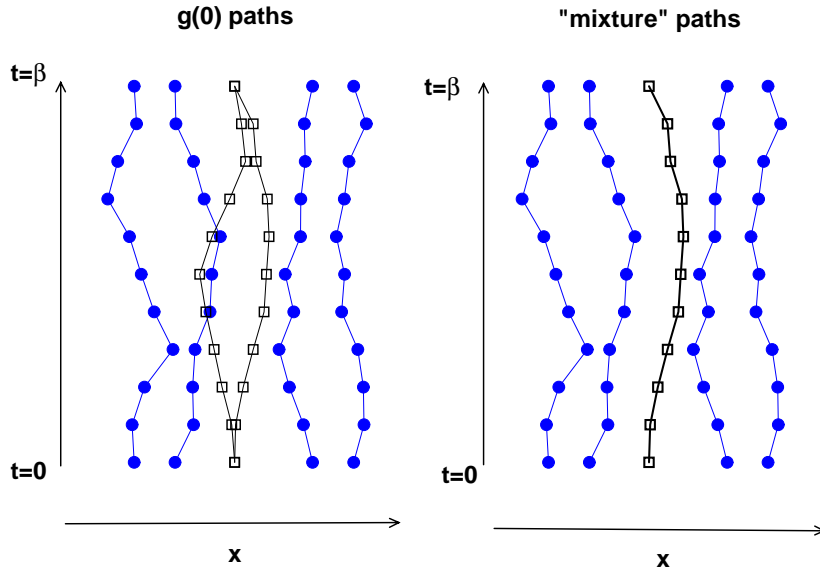 g(0) paths
"mixture" paths
t=β
t=β
t=0
t=0
x
x